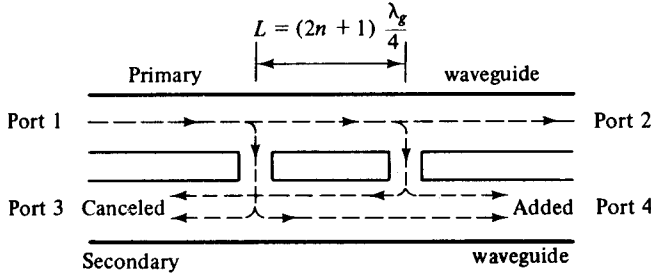 L = (2n + 1) λg/4
Primary waveguide
Port 1 Port 2
Port 3 Canceled Added Port 4
Secondary waveguide